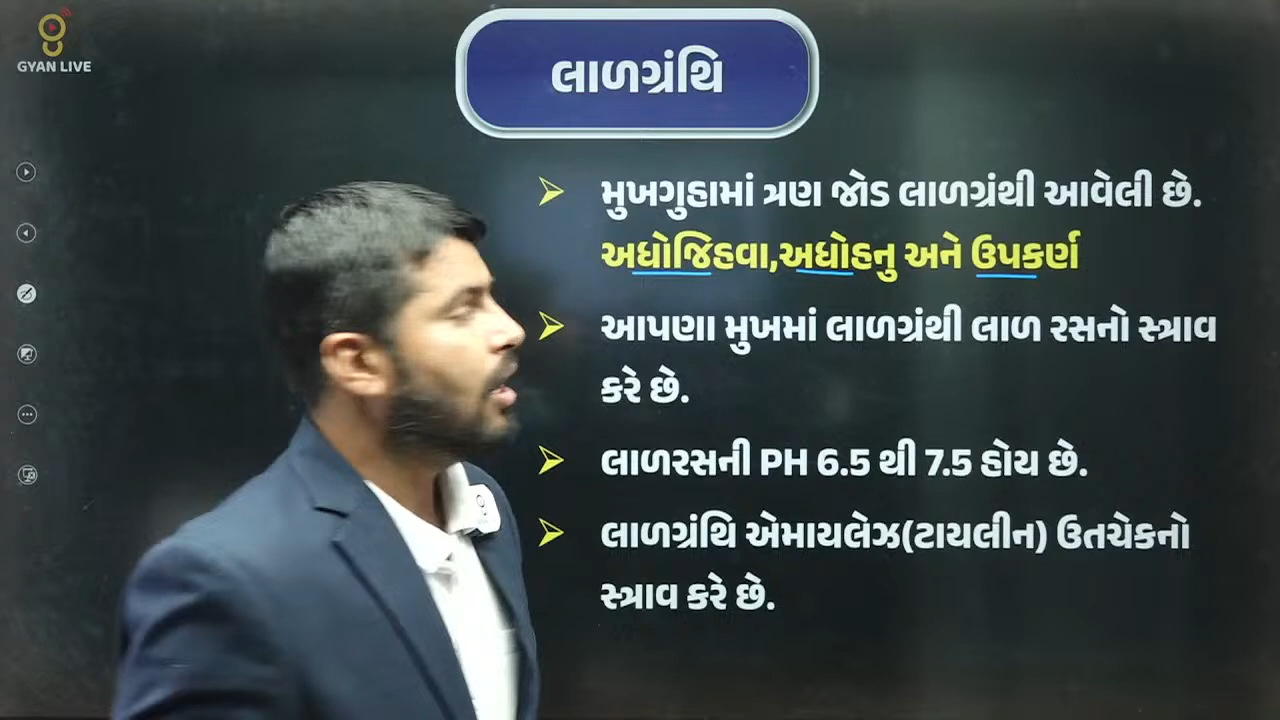 GYAN LIVE
લાળગ્રંથિ
મુખગુહામાં ત્રણ જોડ લાળગ્રંથી આવેલી છે.
અધોજિહવા,અધોહનુ અને ઉપકર્ણ
આપણા મુખમાં લાળગ્રંથી લાળ રસનો સ્ત્રાવ
કરે છે.
લાળરસની PH 6.5 થી 7.5 હોય છે.
લાળગ્રંથિ એમાયલેઝ(ટાયલીન) ઉતચેકનો
સ્ત્રાવ કરે છે.